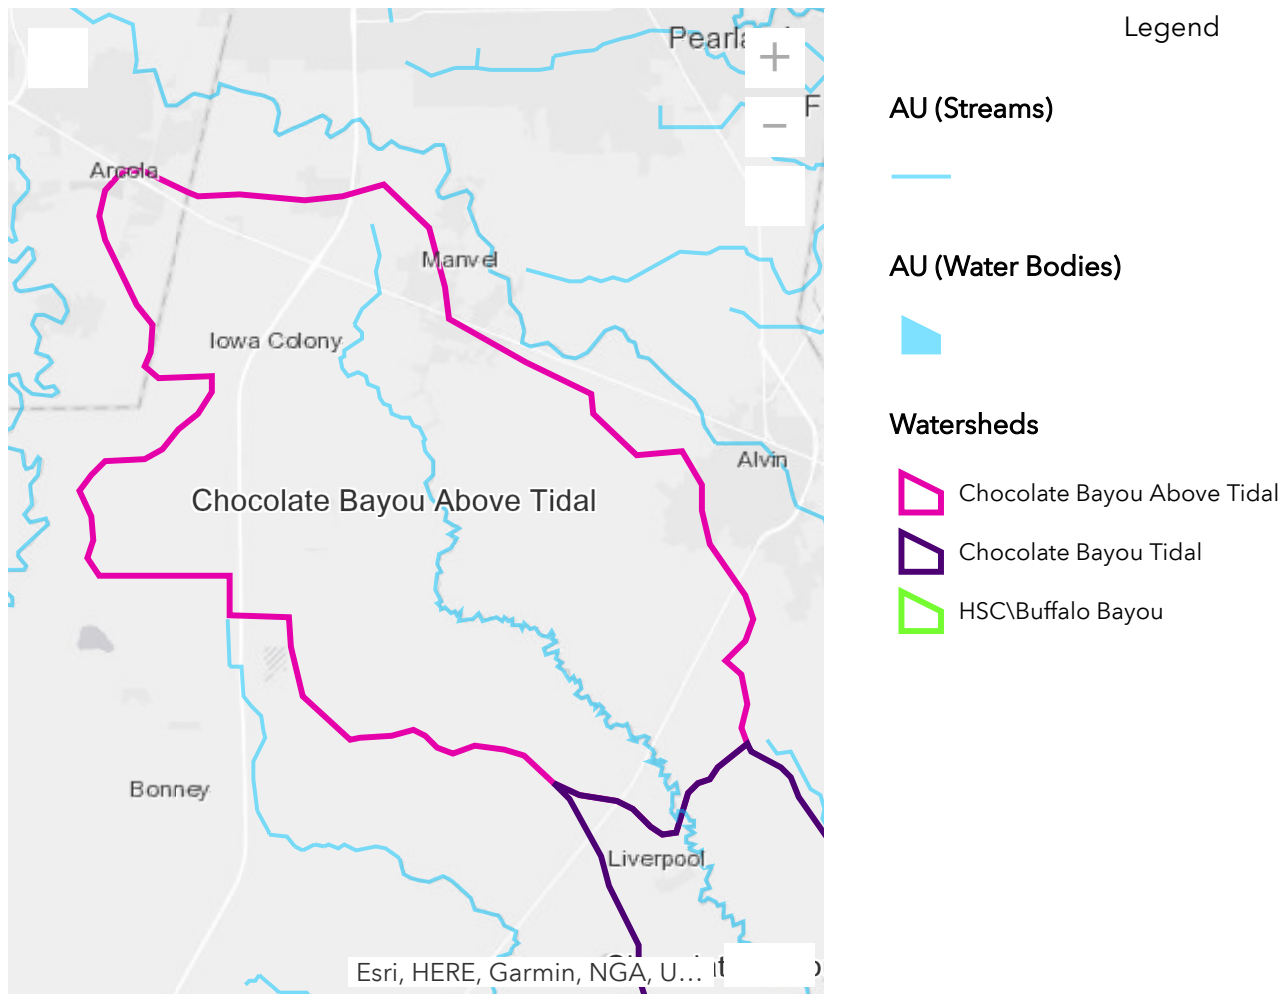 Legend
+
−
F
Arcola
AU (Streams)
Manvel
AU (Water Bodies)
Iowa Colony
Watersheds
Alvin
Chocolate Bayou Above Tidal
Chocolate Bayou Above Tidal
Chocolate Bayou Tidal
HSC\Buffalo Bayou
Bonney
Liverpool
Esri, HERE, Garmin, NGA, U...